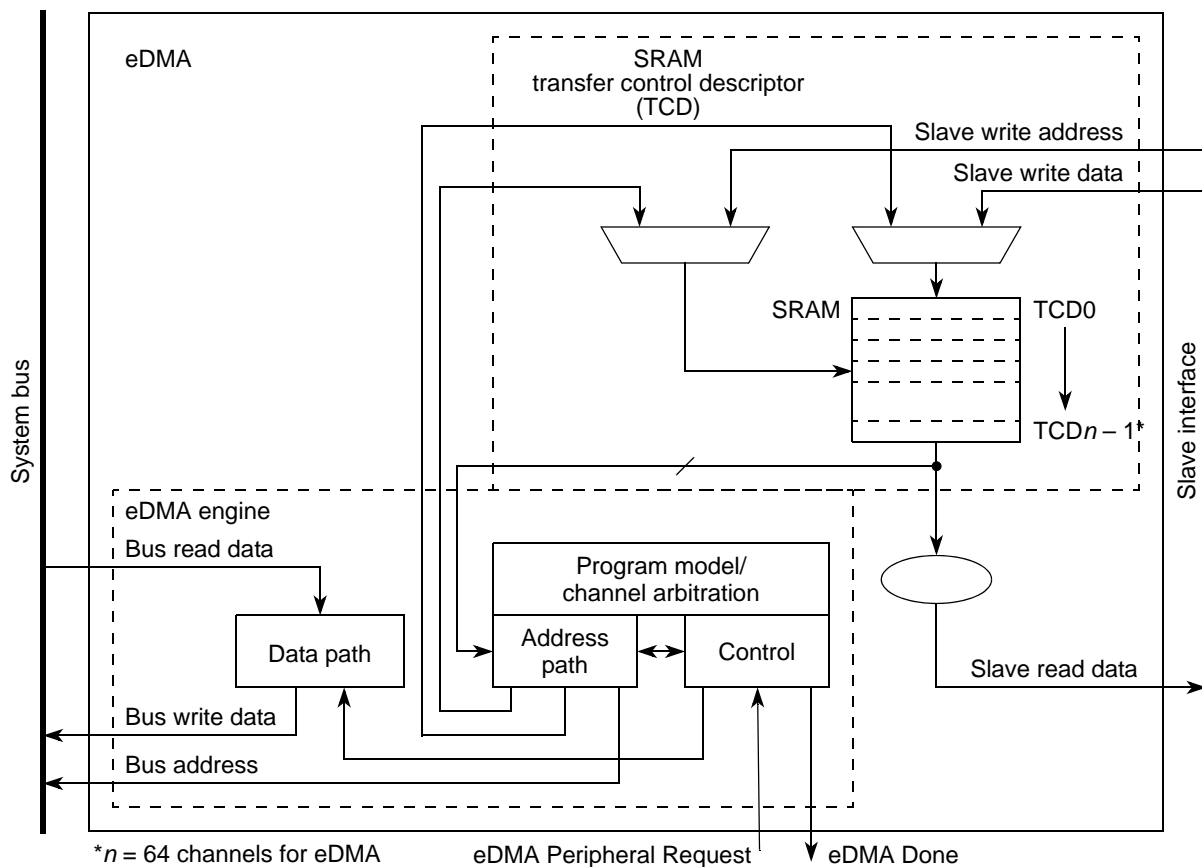 eDMA
SRAM
transfer control descriptor
(TCD)
Slave write address
Slave write data
SRAM
TCD0
TCDn – 1*
System bus
Slave interface
eDMA engine
Bus read data
Program model/
channel arbitration
Data path
Address
path
Control
Slave read data
Bus write data
Bus address
*n = 64 channels for eDMA
eDMA Peripheral Request
eDMA Done